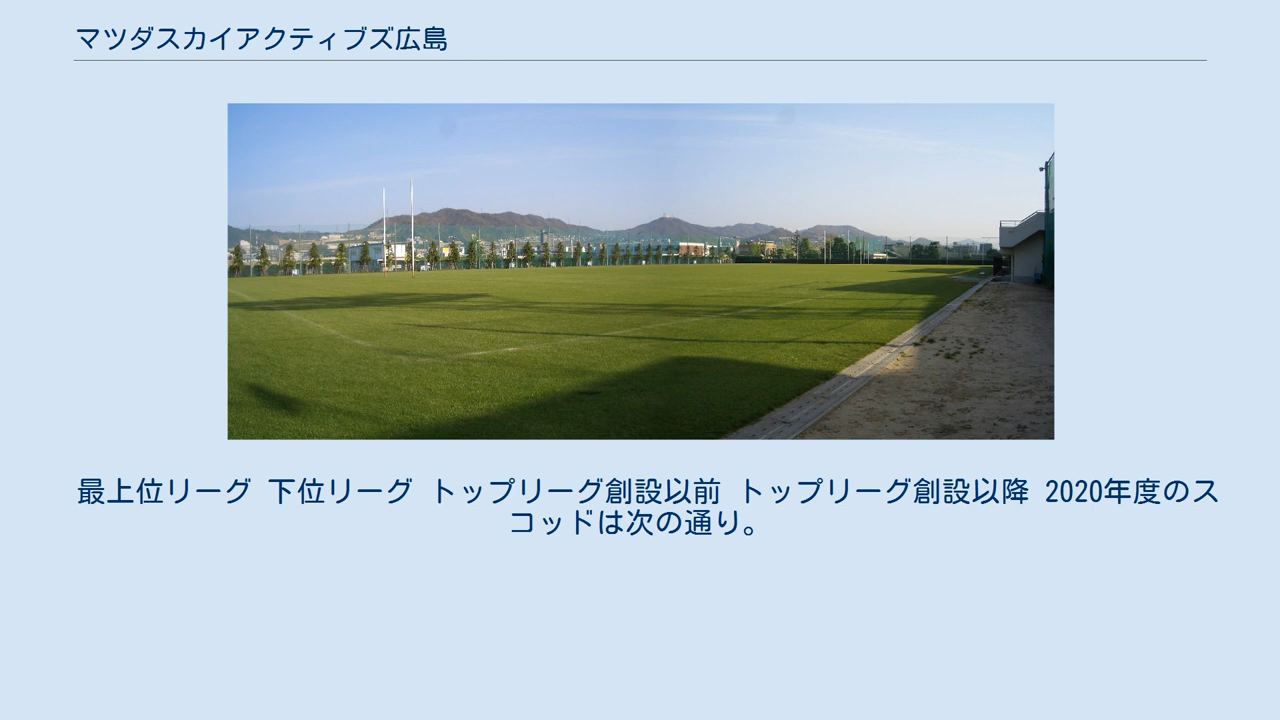 マツダスカイアクティブズ広島
最上位リーグ 下位リーグ トップリーグ創設以前 トップリーグ創設以降 2020年度のス
コッドは次の通り。